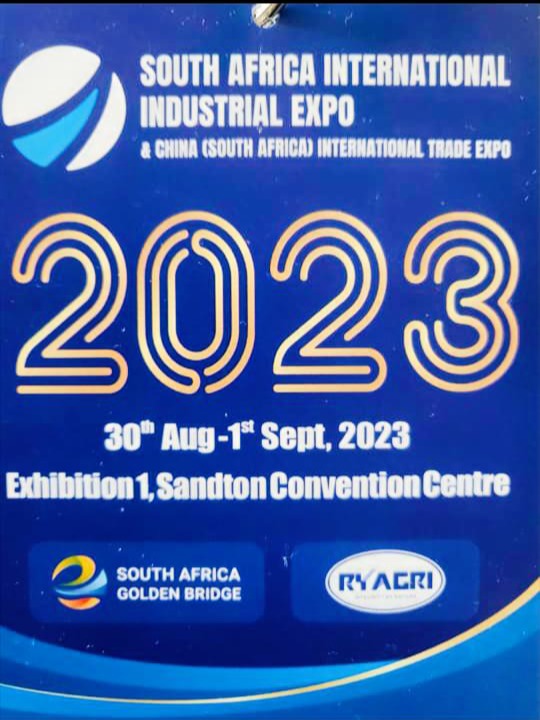 SOUTH AFRICA INTERNATIONAL
INDUSTRIAL EXPO
& CHINA (SOUTH AFRICA) INTERNATIONAL TRADE EXPO
2023
30th Aug-1st Sept, 2023
Exhibition 1, Sandton Convention Centre
SOUTH AFRICA
GOLDEN BRIDGE
RYAGRI